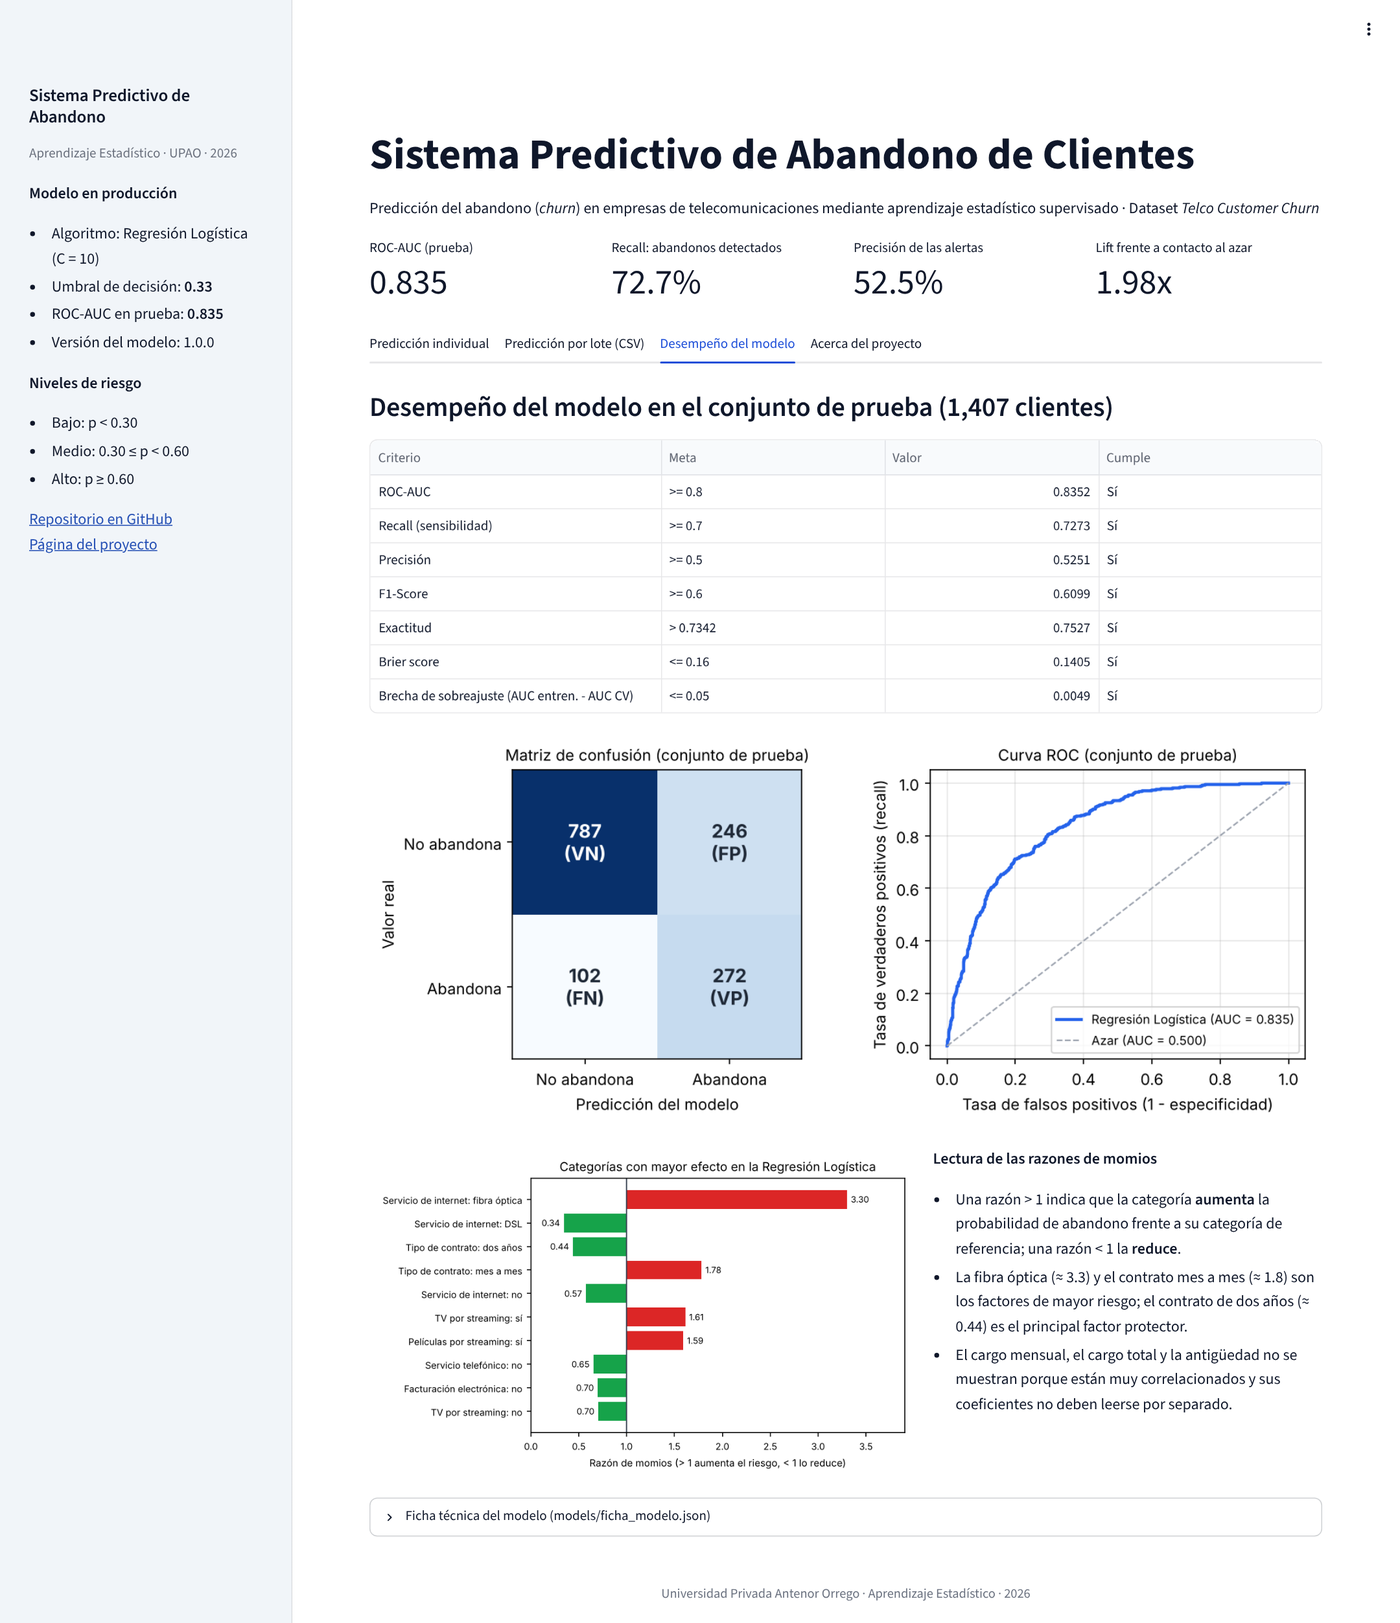 Sistema Predictivo de
Abandono
Aprendizaje Estadístico · UPAO · 2026
Modelo en producción
Algoritmo: Regresión Logística
(C = 10)
Umbral de decisión: 0.33
ROC-AUC en prueba: 0.835
Versión del modelo: 1.0.0
Niveles de riesgo
Bajo: p < 0.30
Medio: 0.30 ≤ p < 0.60
Alto: p ≥ 0.60
Repositorio en GitHub
Página del proyecto
Sistema Predictivo de Abandono de Clientes
Predicción del abandono (churn) en empresas de telecomunicaciones mediante aprendizaje estadístico supervisado · Dataset Telco Customer Churn
ROC-AUC (prueba) Recall: abandonos detectados Precisión de las alertas Lift frente a contacto al azar
0.835 72.7% 52.5% 1.98x
Predicción individual Predicción por lote (CSV) Desempeño del modelo Acerca del proyecto
Desempeño del modelo en el conjunto de prueba (1,407 clientes)
Criterio Meta Valor Cumple
ROC-AUC >= 0.8 0.8352 Sí
Recall (sensibilidad) >= 0.7 0.7273 Sí
Precisión >= 0.5 0.5251 Sí
F1-Score >= 0.6 0.6099 Sí
Exactitud > 0.7342 0.7527 Sí
Brier score <= 0.16 0.1405 Sí
Brecha de sobreajuste (AUC entren. - AUC CV) <= 0.05 0.0049 Sí
Matriz de confusión (conjunto de prueba)
Valor real
No abandona
787
(VN)
246
(FP)
Abandona
102
(FN)
272
(VP)
No abandona Abandona
Predicción del modelo
Curva ROC (conjunto de prueba)
Tasa de verdaderos positivos (recall)
1.0
0.8
0.6
0.4
0.2
0.0
Regresión Logística (AUC = 0.835)
Azar (AUC = 0.500)
0.0 0.2 0.4 0.6 0.8 1.0
Tasa de falsos positivos (1 - especificidad)
Categorías con mayor efecto en la Regresión Logística
Servicio de internet: fibra óptica 3.30
Servicio de internet: DSL 0.34
Tipo de contrato: dos años 0.44
Tipo de contrato: mes a mes 1.78
Servicio de internet: no 0.57
TV por streaming: sí 1.61
Películas por streaming: sí 1.59
Servicio telefónico: no 0.65
Facturación electrónica: no 0.70
TV por streaming: no 0.70
0.0 0.5 1.0 1.5 2.0 2.5 3.0 3.5
Razón de momios (> 1 aumenta el riesgo, < 1 lo reduce)
Lectura de las razones de momios
Una razón > 1 indica que la categoría aumenta la
probabilidad de abandono frente a su categoría de
referencia; una razón < 1 la reduce.
La fibra óptica (≈ 3.3) y el contrato mes a mes (≈ 1.8) son
los factores de mayor riesgo; el contrato de dos años (≈
0.44) es el principal factor protector.
El cargo mensual, el cargo total y la antigüedad no se
muestran porque están muy correlacionados y sus
coeficientes no deben leerse por separado.
Ficha técnica del modelo (models/ficha_modelo.json)
Universidad Privada Antenor Orrego · Aprendizaje Estadístico · 2026